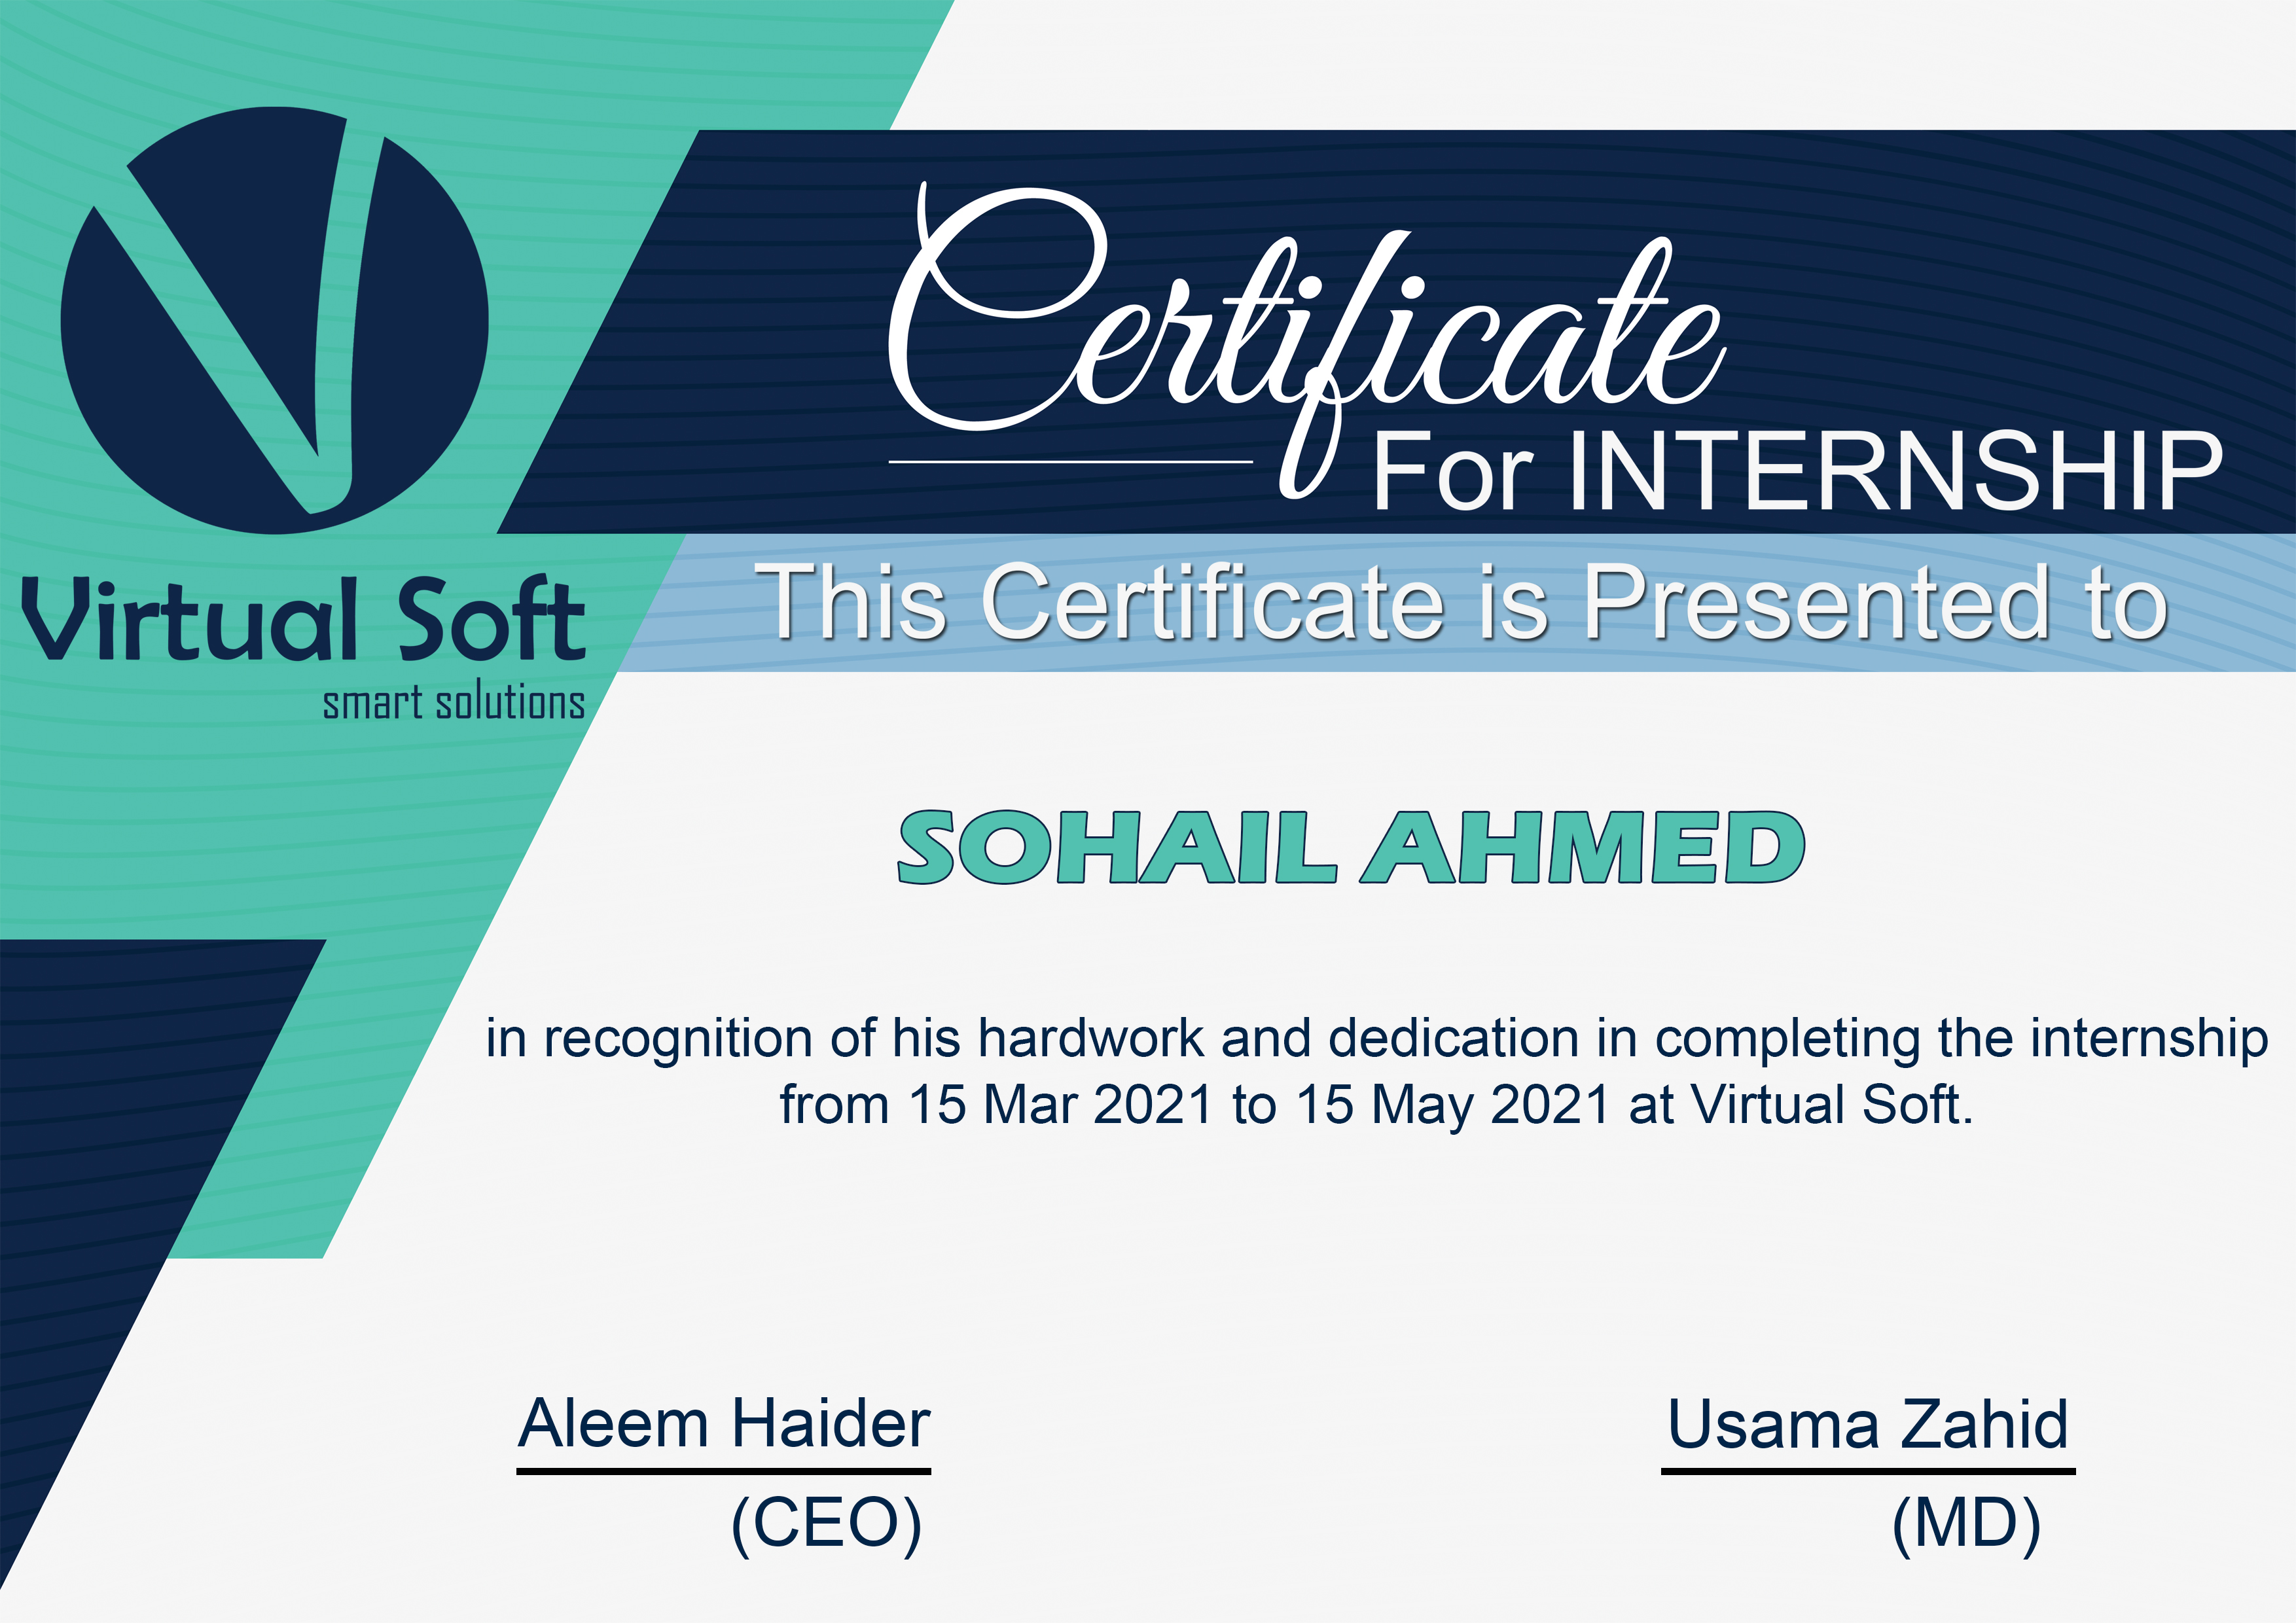 Virtual Soft
smart solutions
Certificate
For INTERNSHIP
This Certificate is Presented to
SOHAIL AHMED
in recognition of his hardwork and dedication in completing the internship
from 15 Mar 2021 to 15 May 2021 at Virtual Soft.
Aleem Haider
(CEO)
Usama Zahid
(MD)